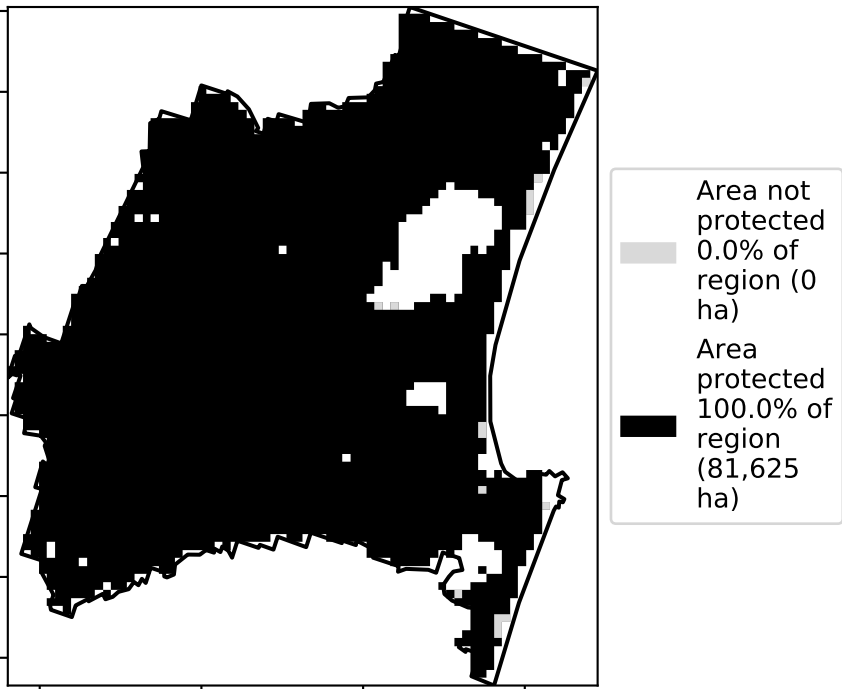 Area not
protected
0.0% of
region (0
ha)
Area
protected
100.0% of
region
(81,625
ha)